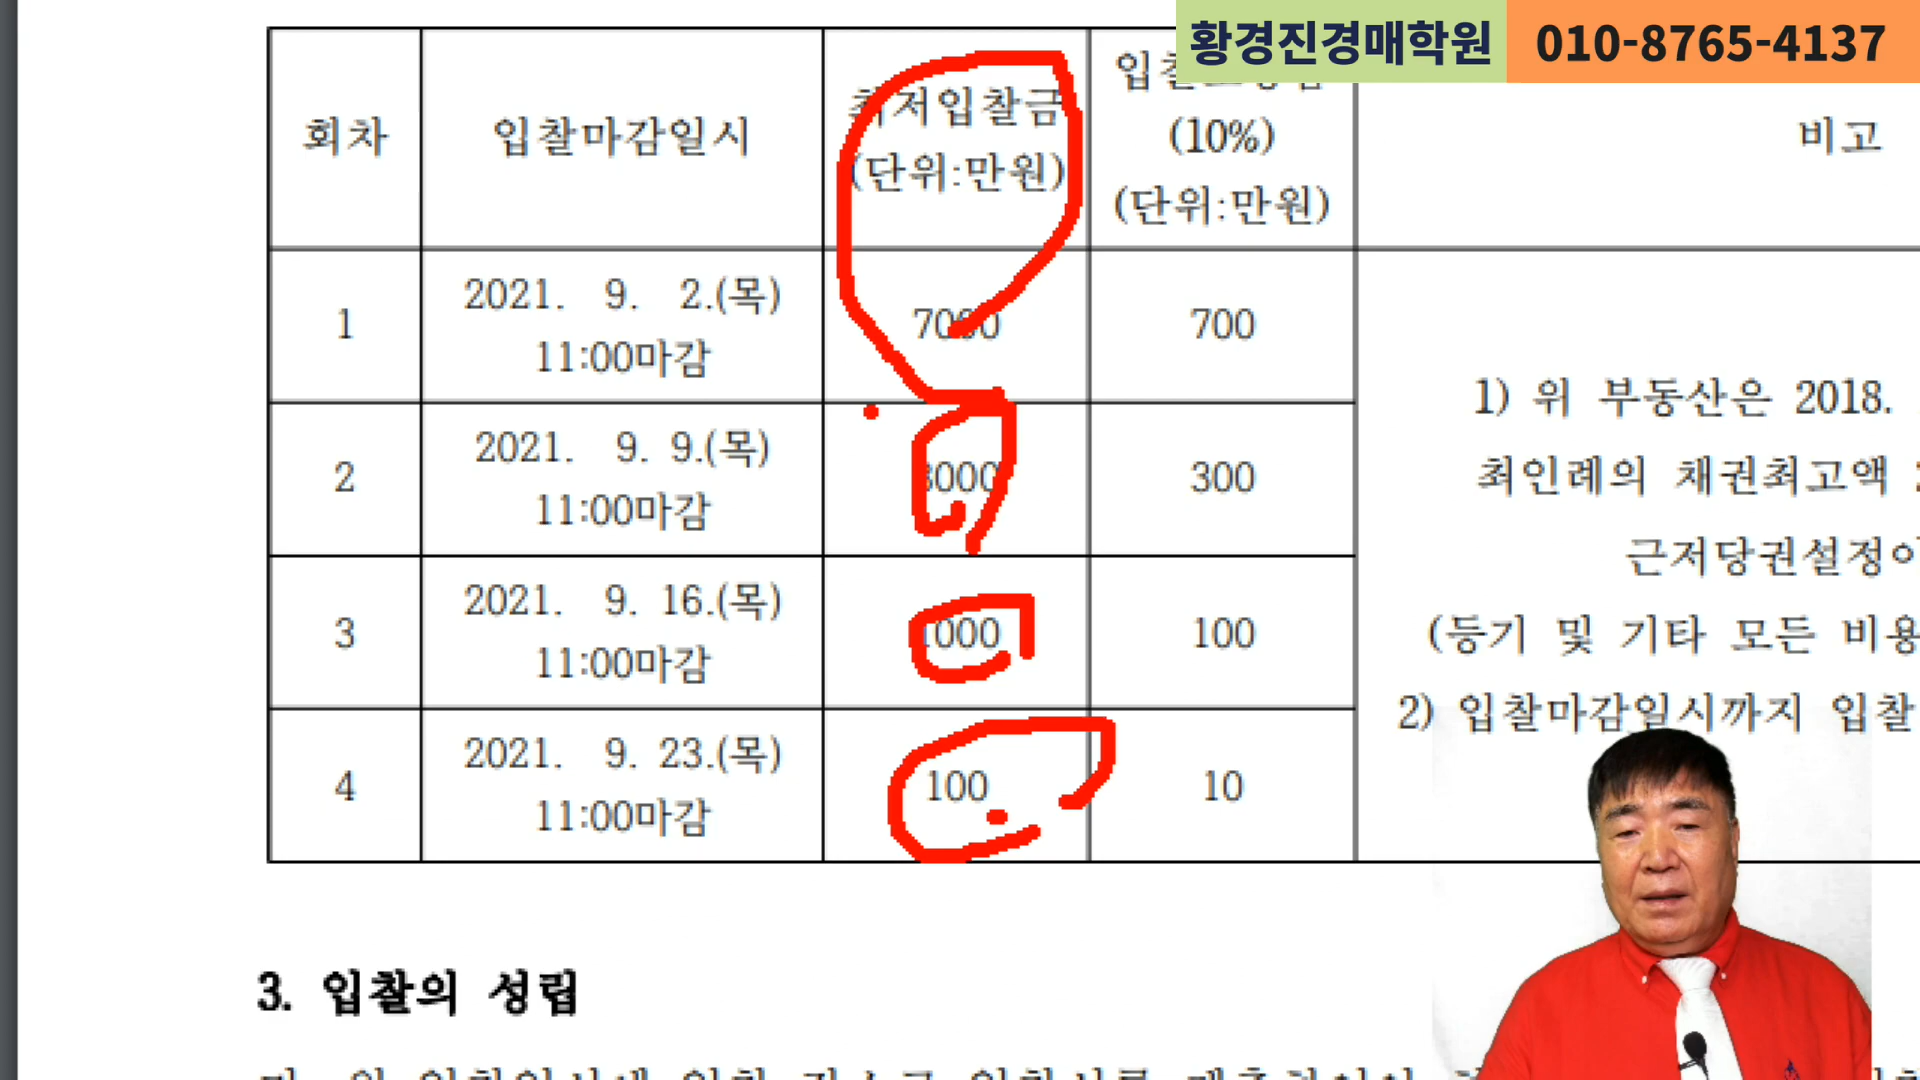 황경진경매학원 010-8765-4137
회차 입찰마감일시 최저입찰금 (단위:만원) (10%) (단위:만원) 비고
1 2021. 9. 2.(목) 11:00마감 7000 700
2 2021. 9. 9.(목) 11:00마감 3000 300
3 2021. 9. 16.(목) 11:00마감 1000 100
4 2021. 9. 23.(목) 11:00마감 100 10
1) 위 부동산은 2018.
최인례의 채권최고액
근저당권설정이
(등기 및 기타 모든 비용
2) 입찰마감일시까지 입찰
3. 입찰의 성립